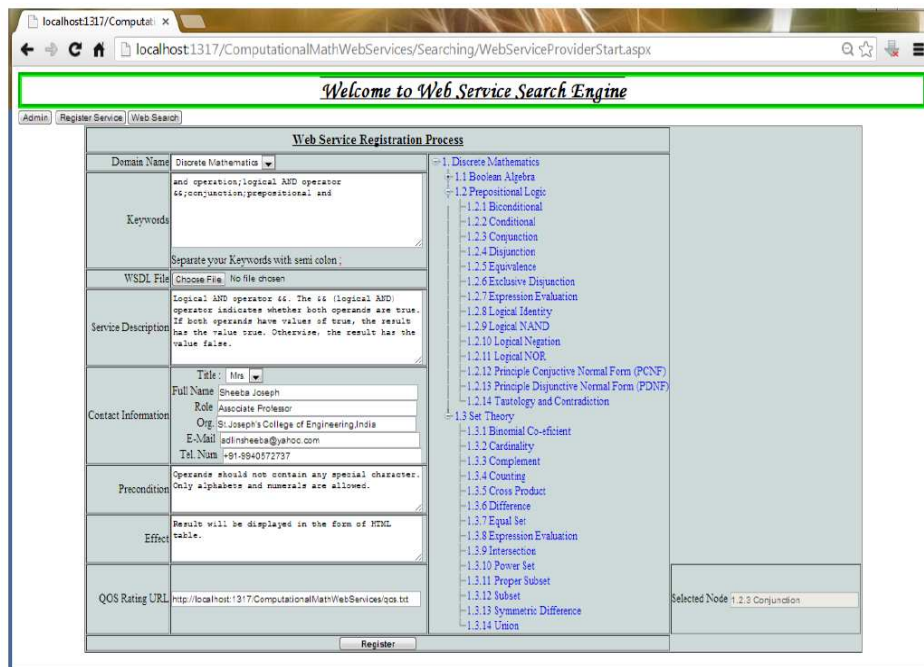 localhost:1317/Computati ×
localhost:1317/ComputationalMathWebServices/Searching/WebServiceProviderStart.aspx
Welcome to Web Service Search Engine
Admin Register Service Web Search
Web Service Registration Process
Domain Name Discrete Mathematics
Keywords
and operation;logical AND operator
&&;conjunction;prepositional and
Separate your Keywords with semi colon ;
WSDL File Choose File No file chosen
Service Description
Logical AND operator &&. The && (logical AND)
operator indicates whether both operands are true.
If both operands have values of true, the result
has the value true. Otherwise, the result has the
value false.
Contact Information
Title : Mrs
Full Name Sheeba Joseph
Role Associate Professor
Org. St.Joseph's College of Engineering,India
E-Mail adlinsheeba@yahoo.com
Tel. Num +91-9940572737
Precondition
Operands should not contain any special character.
Only alphabets and numerals are allowed.
Effect
Result will be displayed in the form of HTML
table.
QOS Rating URL http://localhost:1317/ComputationalMathWebServices/qos.txt
1. Discrete Mathematics
1.1 Boolean Algebra
1.2 Prepositional Logic
1.2.1 Biconditional
1.2.2 Conditional
1.2.3 Conjunction
1.2.4 Disjunction
1.2.5 Equivalence
1.2.6 Exclusive Disjunction
1.2.7 Expression Evaluation
1.2.8 Logical Identity
1.2.9 Logical NAND
1.2.10 Logical Negation
1.2.11 Logical NOR
1.2.12 Principle Conjuctive Normal Form (PCNF)
1.2.13 Principle Disjunctive Normal Form (PDNF)
1.2.14 Tautology and Contradiction
1.3 Set Theory
1.3.1 Binomial Co-eficient
1.3.2 Cardinality
1.3.3 Complement
1.3.4 Counting
1.3.5 Cross Product
1.3.6 Difference
1.3.7 Equal Set
1.3.8 Expression Evaluation
1.3.9 Intersection
1.3.10 Power Set
1.3.11 Proper Subset
1.3.12 Subset
1.3.13 Symmetric Difference
1.3.14 Union
Selected Node 1.2.3 Conjunction
Register